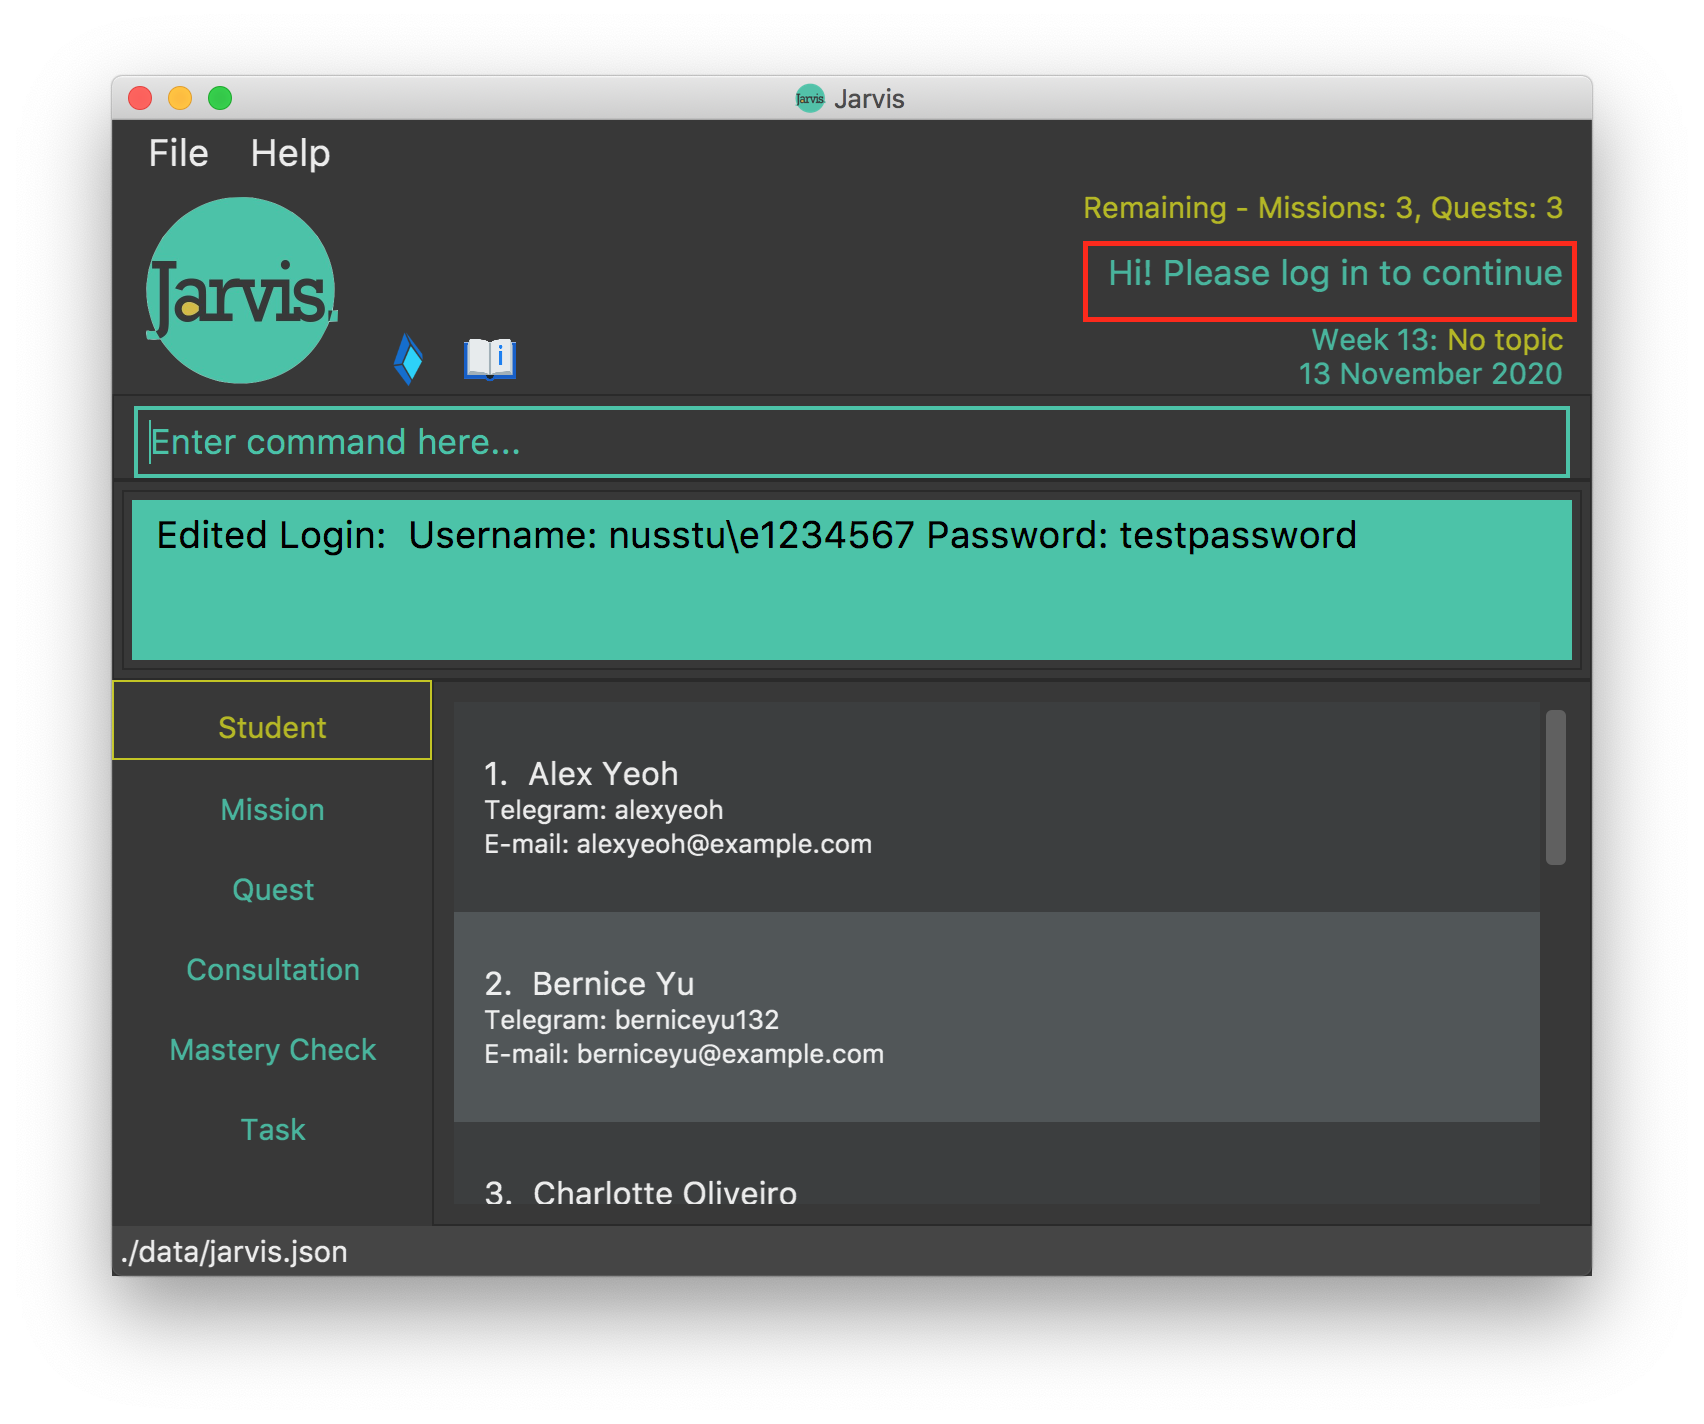 Jarvis
Jarvis
File Help
Remaining - Missions: 3, Quests: 3
Hi! Please log in to continue
Jarvis.
Week 13: No topic
13 November 2020
Enter command here...
Edited Login:  Username: nusstu\e1234567 Password: testpassword
Student
Mission
Quest
Consultation
Mastery Check
Task
1. Alex Yeoh
Telegram: alexyeoh
E-mail: alexyeoh@example.com
2. Bernice Yu
Telegram: berniceyu132
E-mail: berniceyu@example.com
3. Charlotte Oliveiro
./data/jarvis.json